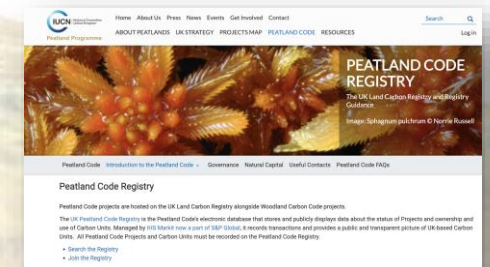 IUCN
Peatland Programme
Home About Us Press News Events Get Involved Contact
Search
ABOUT PEATLANDS UK STRATEGY PROJECTS MAP PEATLAND CODE RESOURCES
Log in
PEATLAND CODE
REGISTRY
The UK Land Carbon Registry and Registry
Guidance
Image: Sphagnum pulchrum © Norrie Russell
Peatland Code Introduction to the Peatland Code Governance Natural Capital Useful Contacts Peatland Code FAQs
Peatland Code Registry
Peatland Code projects are hosted on the UK Land Carbon Registry alongside Woodland Carbon Code projects.
The UK Peatland Code Registry is the Peatland Code's electronic database that stores and publicly displays data about the status of Projects and ownership and
use of Carbon Units. Managed by IHS Markit now a part of S&P Global, it records transactions and provides a public and transparent picture of UK-based Carbon
Units. All Peatland Code Projects and Carbon Units must be recorded on the Peatland Code Registry.
• Search the Registry
• Join the Registry